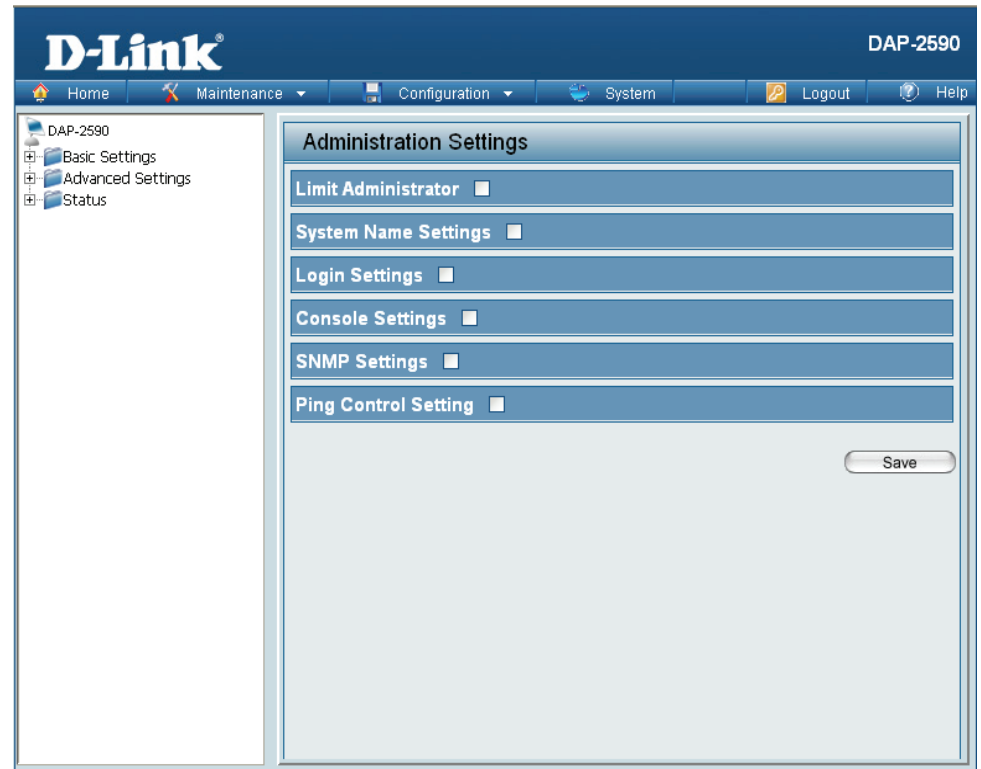 D-Link®
DAP-2590
Home Maintenance Configuration System Logout Help
DAP-2590
Basic Settings
Advanced Settings
Status
Administration Settings
Limit Administrator
System Name Settings
Login Settings
Console Settings
SNMP Settings
Ping Control Setting
Save